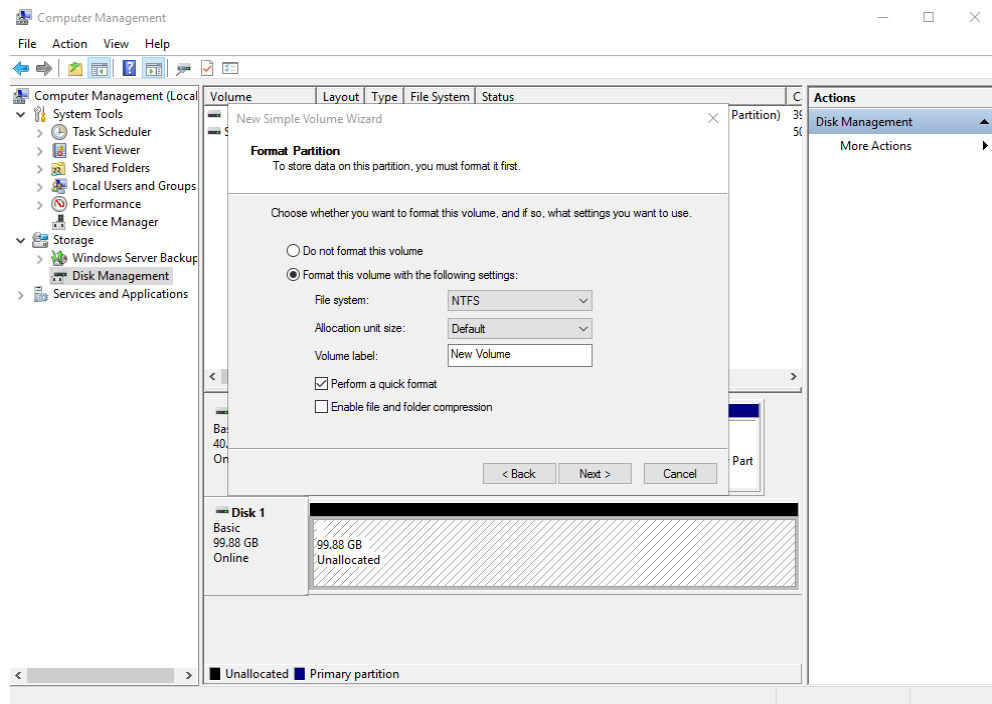 Computer Management
File Action View Help
Computer Management (Local
System Tools
Task Scheduler
Event Viewer
Shared Folders
Local Users and Groups
Performance
Device Manager
Storage
Windows Server Backup
Disk Management
Services and Applications
Volume Layout Type File System Status C
Partition) 39
S 50
New Simple Volume Wizard
Format Partition
To store data on this partition, you must format it first.
Choose whether you want to format this volume, and if so, what settings you want to use.
Do not format this volume
Format this volume with the following settings:
File system: NTFS
Allocation unit size: Default
Volume label: New Volume
Perform a quick format
Enable file and folder compression
< Back Next > Cancel
Bas
40.
On
Part
Disk 1
Basic
99.88 GB
Online
99.88 GB
Unallocated
Unallocated Primary partition
Actions
Disk Management
More Actions